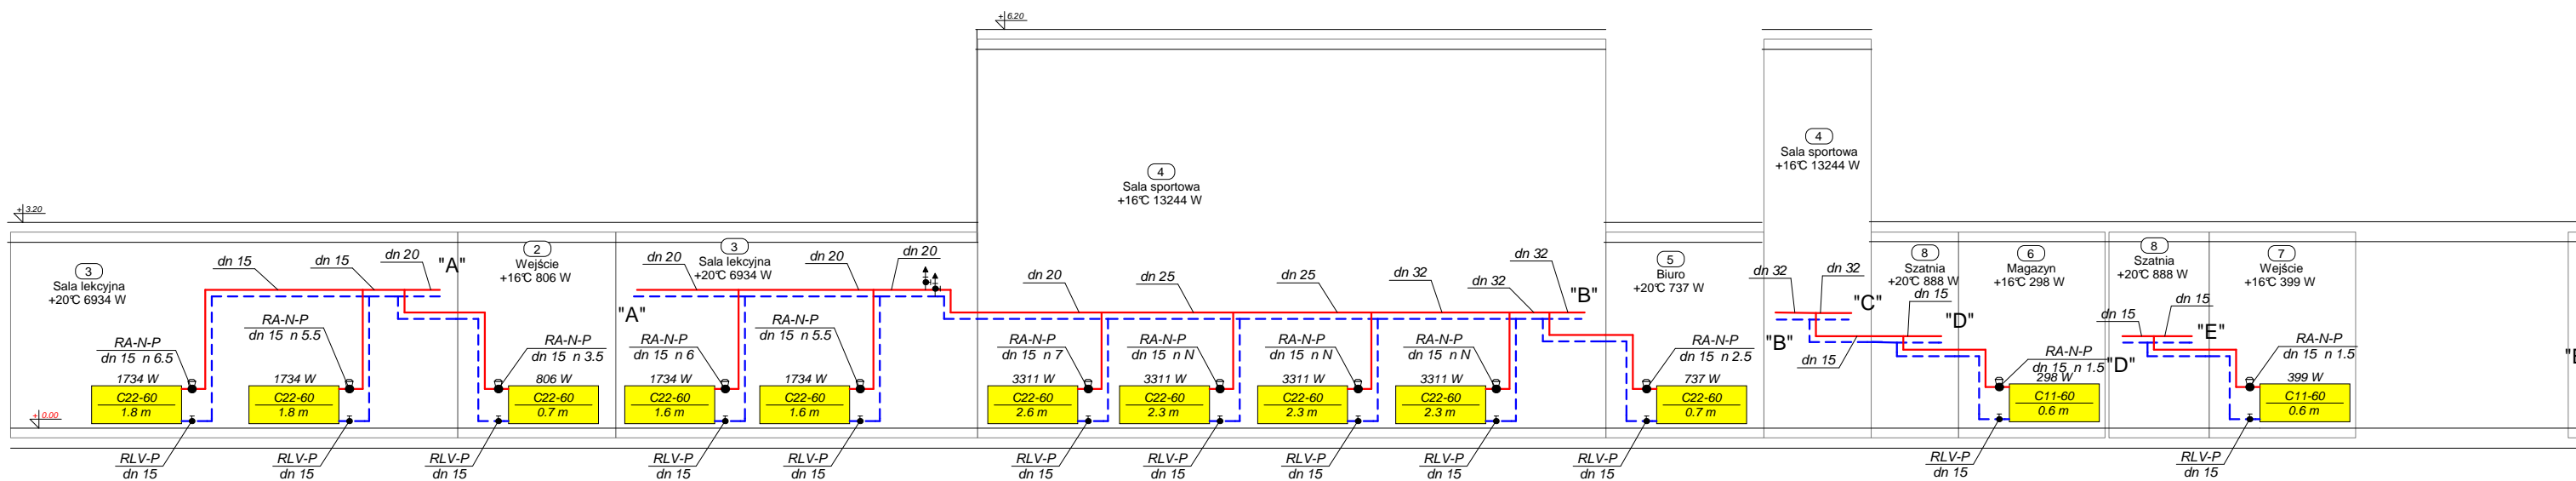 + 6.20
+ 3.20
+ 0.00
3
Sala lekcyjna
+20°C 6934 W
dn 15
dn 15
dn 20
"A"
RA-N-P
dn 15 n 6.5
1734 W
C22-60
1.8 m
RLV-P
dn 15
RA-N-P
dn 15 n 5.5
1734 W
C22-60
1.8 m
RLV-P
dn 15
2
Wejście
+16°C 806 W
RA-N-P
dn 15 n 3.5
806 W
C22-60
0.7 m
RLV-P
dn 15
3
Sala lekcyjna
+20°C 6934 W
dn 20
dn 20
dn 20
"A"
RA-N-P
dn 15 n 6
1734 W
C22-60
1.6 m
RLV-P
dn 15
RA-N-P
dn 15 n 5.5
1734 W
C22-60
1.6 m
RLV-P
dn 15
4
Sala sportowa
+16°C 13244 W
dn 20
dn 25
dn 25
dn 32
dn 32
dn 32
"B"
RA-N-P
dn 15 n 7
3311 W
C22-60
2.6 m
RLV-P
dn 15
RA-N-P
dn 15 n N
3311 W
C22-60
2.3 m
RLV-P
dn 15
RA-N-P
dn 15 n N
3311 W
C22-60
2.3 m
RLV-P
dn 15
RA-N-P
dn 15 n N
3311 W
C22-60
2.3 m
RLV-P
dn 15
5
Biuro
+20°C 737 W
RA-N-P
dn 15 n 2.5
737 W
C22-60
0.7 m
RLV-P
dn 15
4
Sala sportowa
+16°C 13244 W
dn 32
dn 32
"C"
"B"
dn 15
8
Szatnia
+20°C 888 W
dn 15
"D"
6
Magazyn
+16°C 298 W
RA-N-P
dn 15 n 1.5
298 W
C11-60
0.6 m
RLV-P
dn 15
8
Szatnia
+20°C 888 W
dn 15
dn 15
"E"
"D"
7
Wejście
+16°C 399 W
RA-N-P
dn 15 n 1.5
399 W
C11-60
0.6 m
RLV-P
dn 15